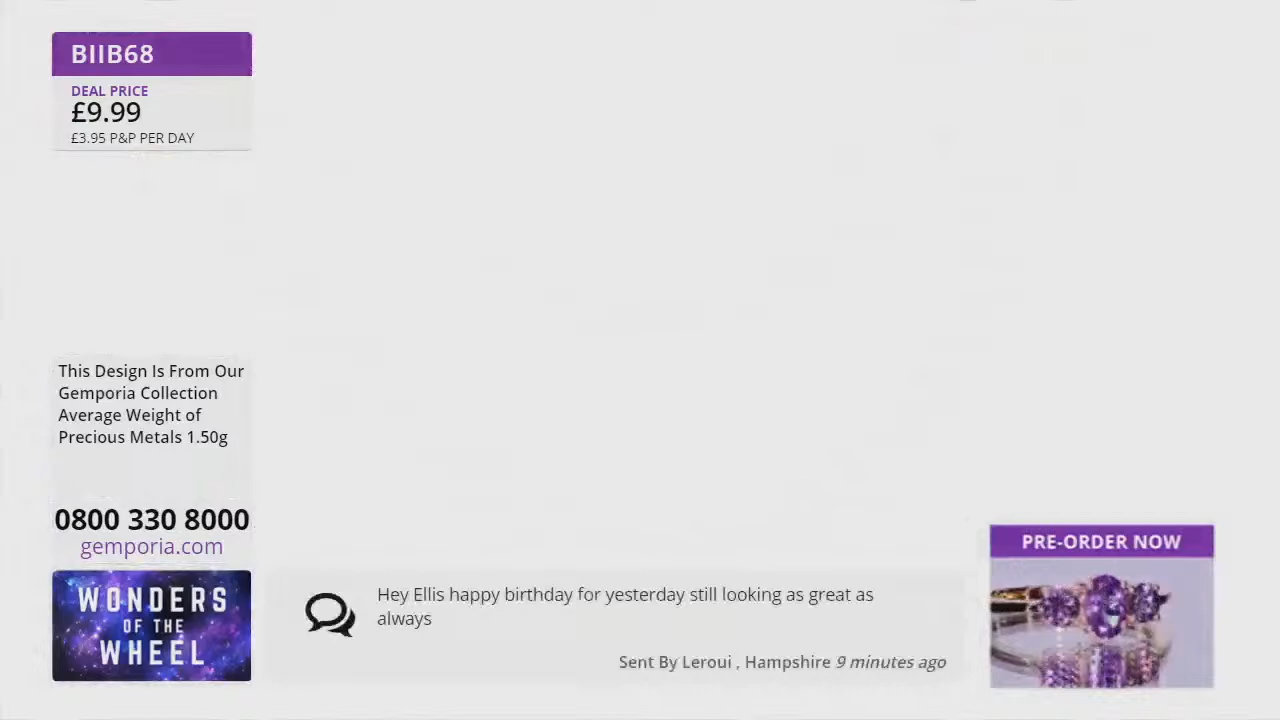 BIIB68
DEAL PRICE
£9.99
£3.95 P&P PER DAY
This Design Is From Our
Gemporia Collection
Average Weight of
Precious Metals 1.50g
0800 330 8000
gemporia.com
WONDERS
OF THE
WHEEL
Hey Ellis happy birthday for yesterday still looking as great as
always
Sent By Leroui , Hampshire 9 minutes ago
PRE-ORDER NOW